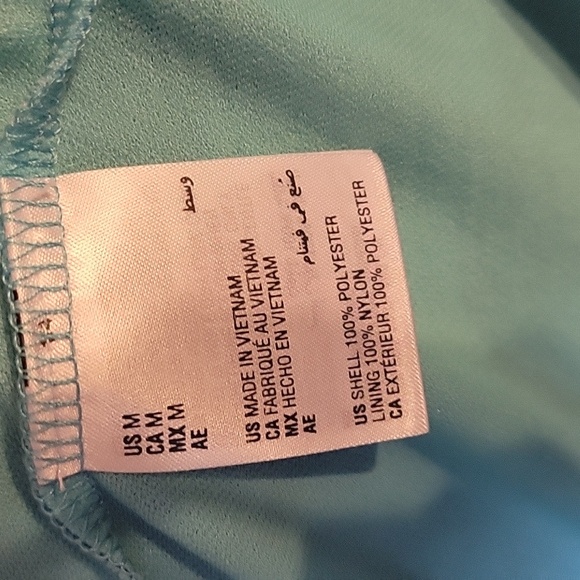 US M
CA M
MX M
AE وسط
US MADE IN VIETNAM
CA FABRIQUÉ AU VIETNAM
MX HECHO EN VIETNAM
AE صنع في فيتنام
US SHELL 100% POLYESTER
LINING 100% NYLON
CA EXTÉRIEUR 100% POLYESTER